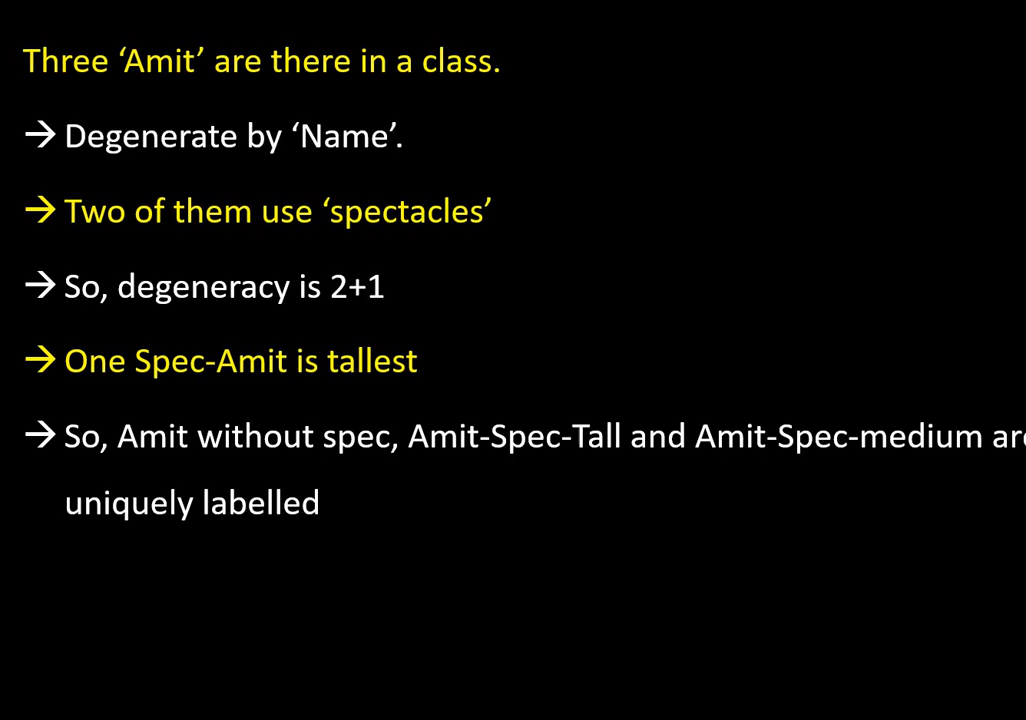 Three ‘Amit’ are there in a class.
→ Degenerate by ‘Name’.
→ Two of them use ‘spectacles’
→ So, degeneracy is 2+1
→ One Spec-Amit is tallest
→ So, Amit without spec, Amit-Spec-Tall and Amit-Spec-medium are
uniquely labelled